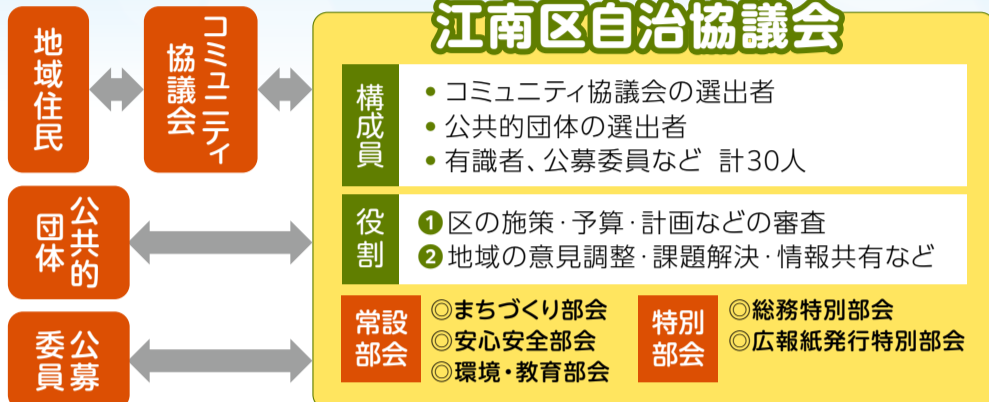 江南区自治協議会
地域住民
コミュニティ
協議会
公共的
団体
公募
委員
構成員
• コミュニティ協議会の選出者
• 公共的団体の選出者
• 有識者、公募委員など 計30人
役割
❶区の施策・予算・計画などの審査
❷地域の意見調整・課題解決・情報共有など
常設
部会
◎まちづくり部会
◎安心安全部会
◎環境・教育部会
特別
部会
◎総務特別部会
◎広報紙発行特別部会